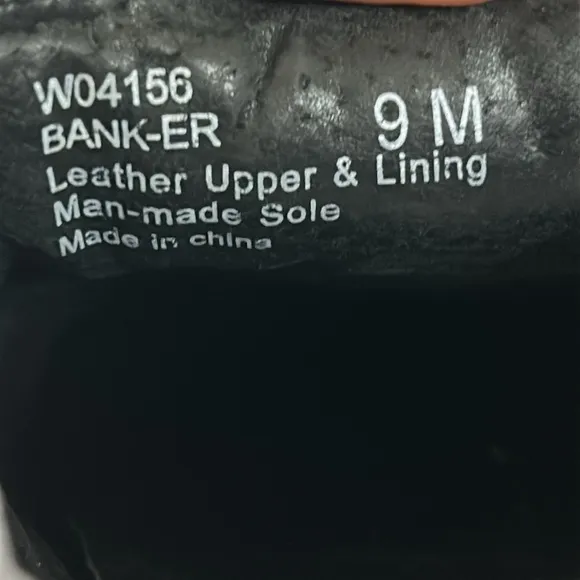 W04156
BANK-ER 9 M
Leather Upper & Lining
Man-made Sole
Made in china